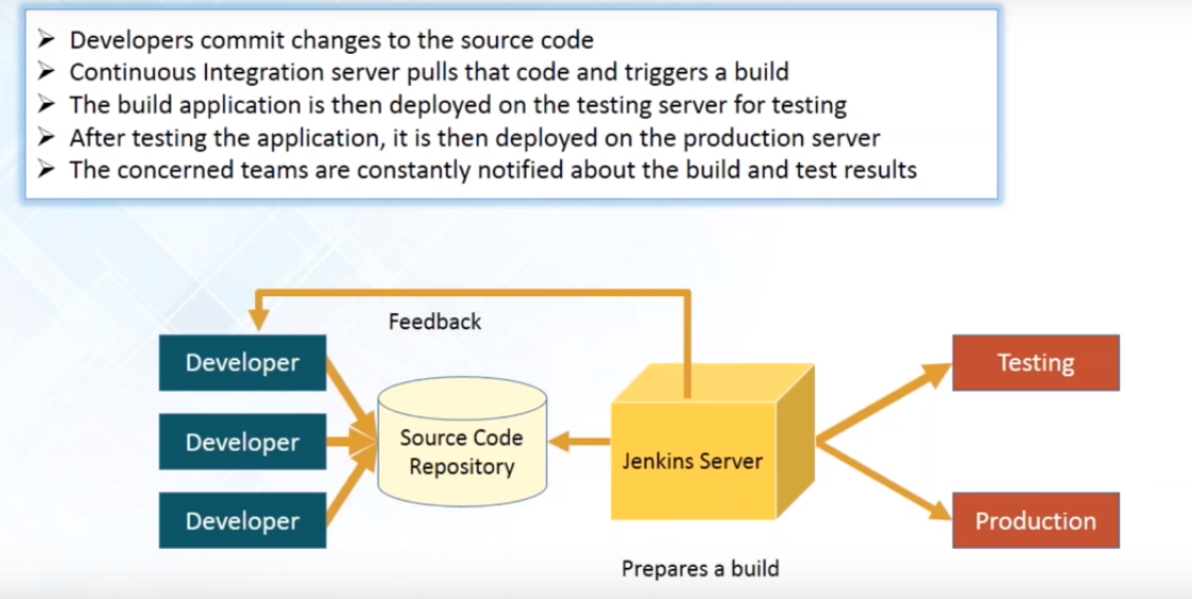 ➢ Developers commit changes to the source code
➢ Continuous Integration server pulls that code and triggers a build
➢ The build application is then deployed on the testing server for testing
➢ After testing the application, it is then deployed on the production server
➢ The concerned teams are constantly notified about the build and test results
Feedback
Developer
Developer
Developer
Source Code
Repository
Jenkins Server
Prepares a build
Testing
Production